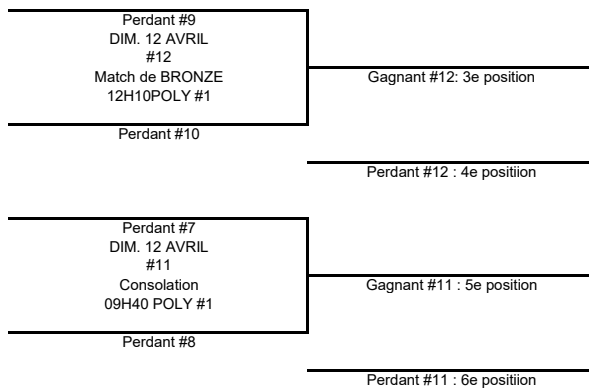 Perdant #9
DIM. 12 AVRIL
#12
Match de BRONZE
12H10POLY #1
Gagnant #12: 3e position
Perdant #10
Perdant #12 : 4e positiion
Perdant #7
DIM. 12 AVRIL
#11
Consolation
09H40 POLY #1
Gagnant #11 : 5e position
Perdant #8
Perdant #11 : 6e positiion